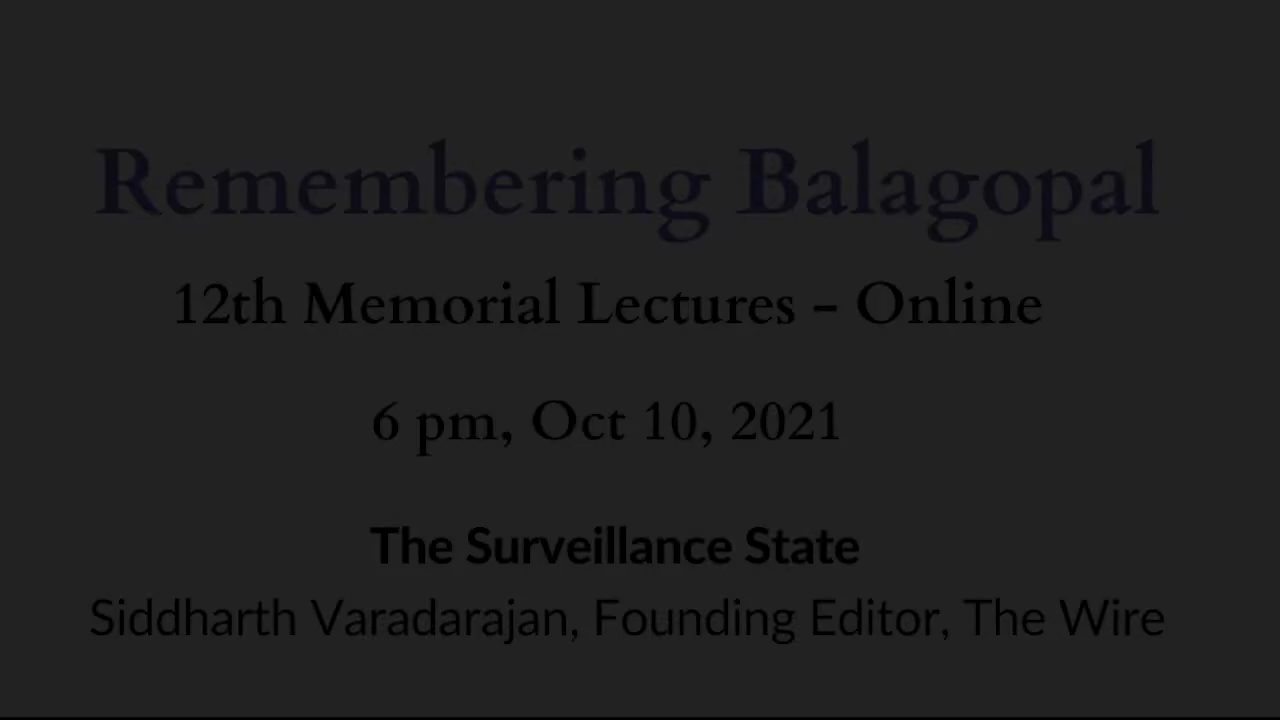 Remembering Balagopal
12th Memorial Lectures - Online
6 pm, Oct 10, 2021
The Surveillance State
Siddharth Varadarajan, Founding Editor, The Wire